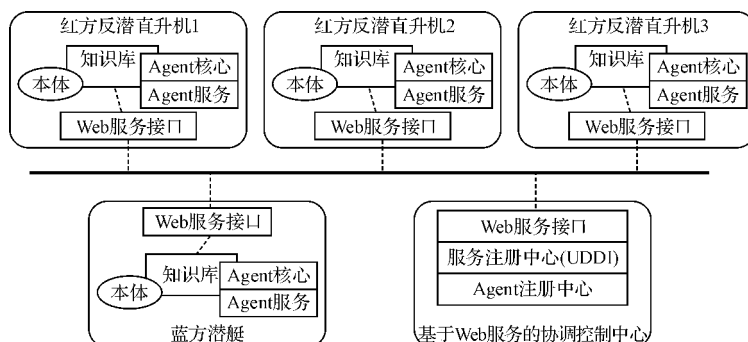 红方反潜直升机1
知识库
本体
Agent核心
Agent服务
Web服务接口
红方反潜直升机2
知识库
本体
Agent核心
Agent服务
Web服务接口
红方反潜直升机3
知识库
本体
Agent核心
Agent服务
Web服务接口
Web服务接口
知识库
本体
Agent核心
Agent服务
蓝方潜艇
Web服务接口
服务注册中心(UDDI)
Agent注册中心
基于Web服务的协调控制中心